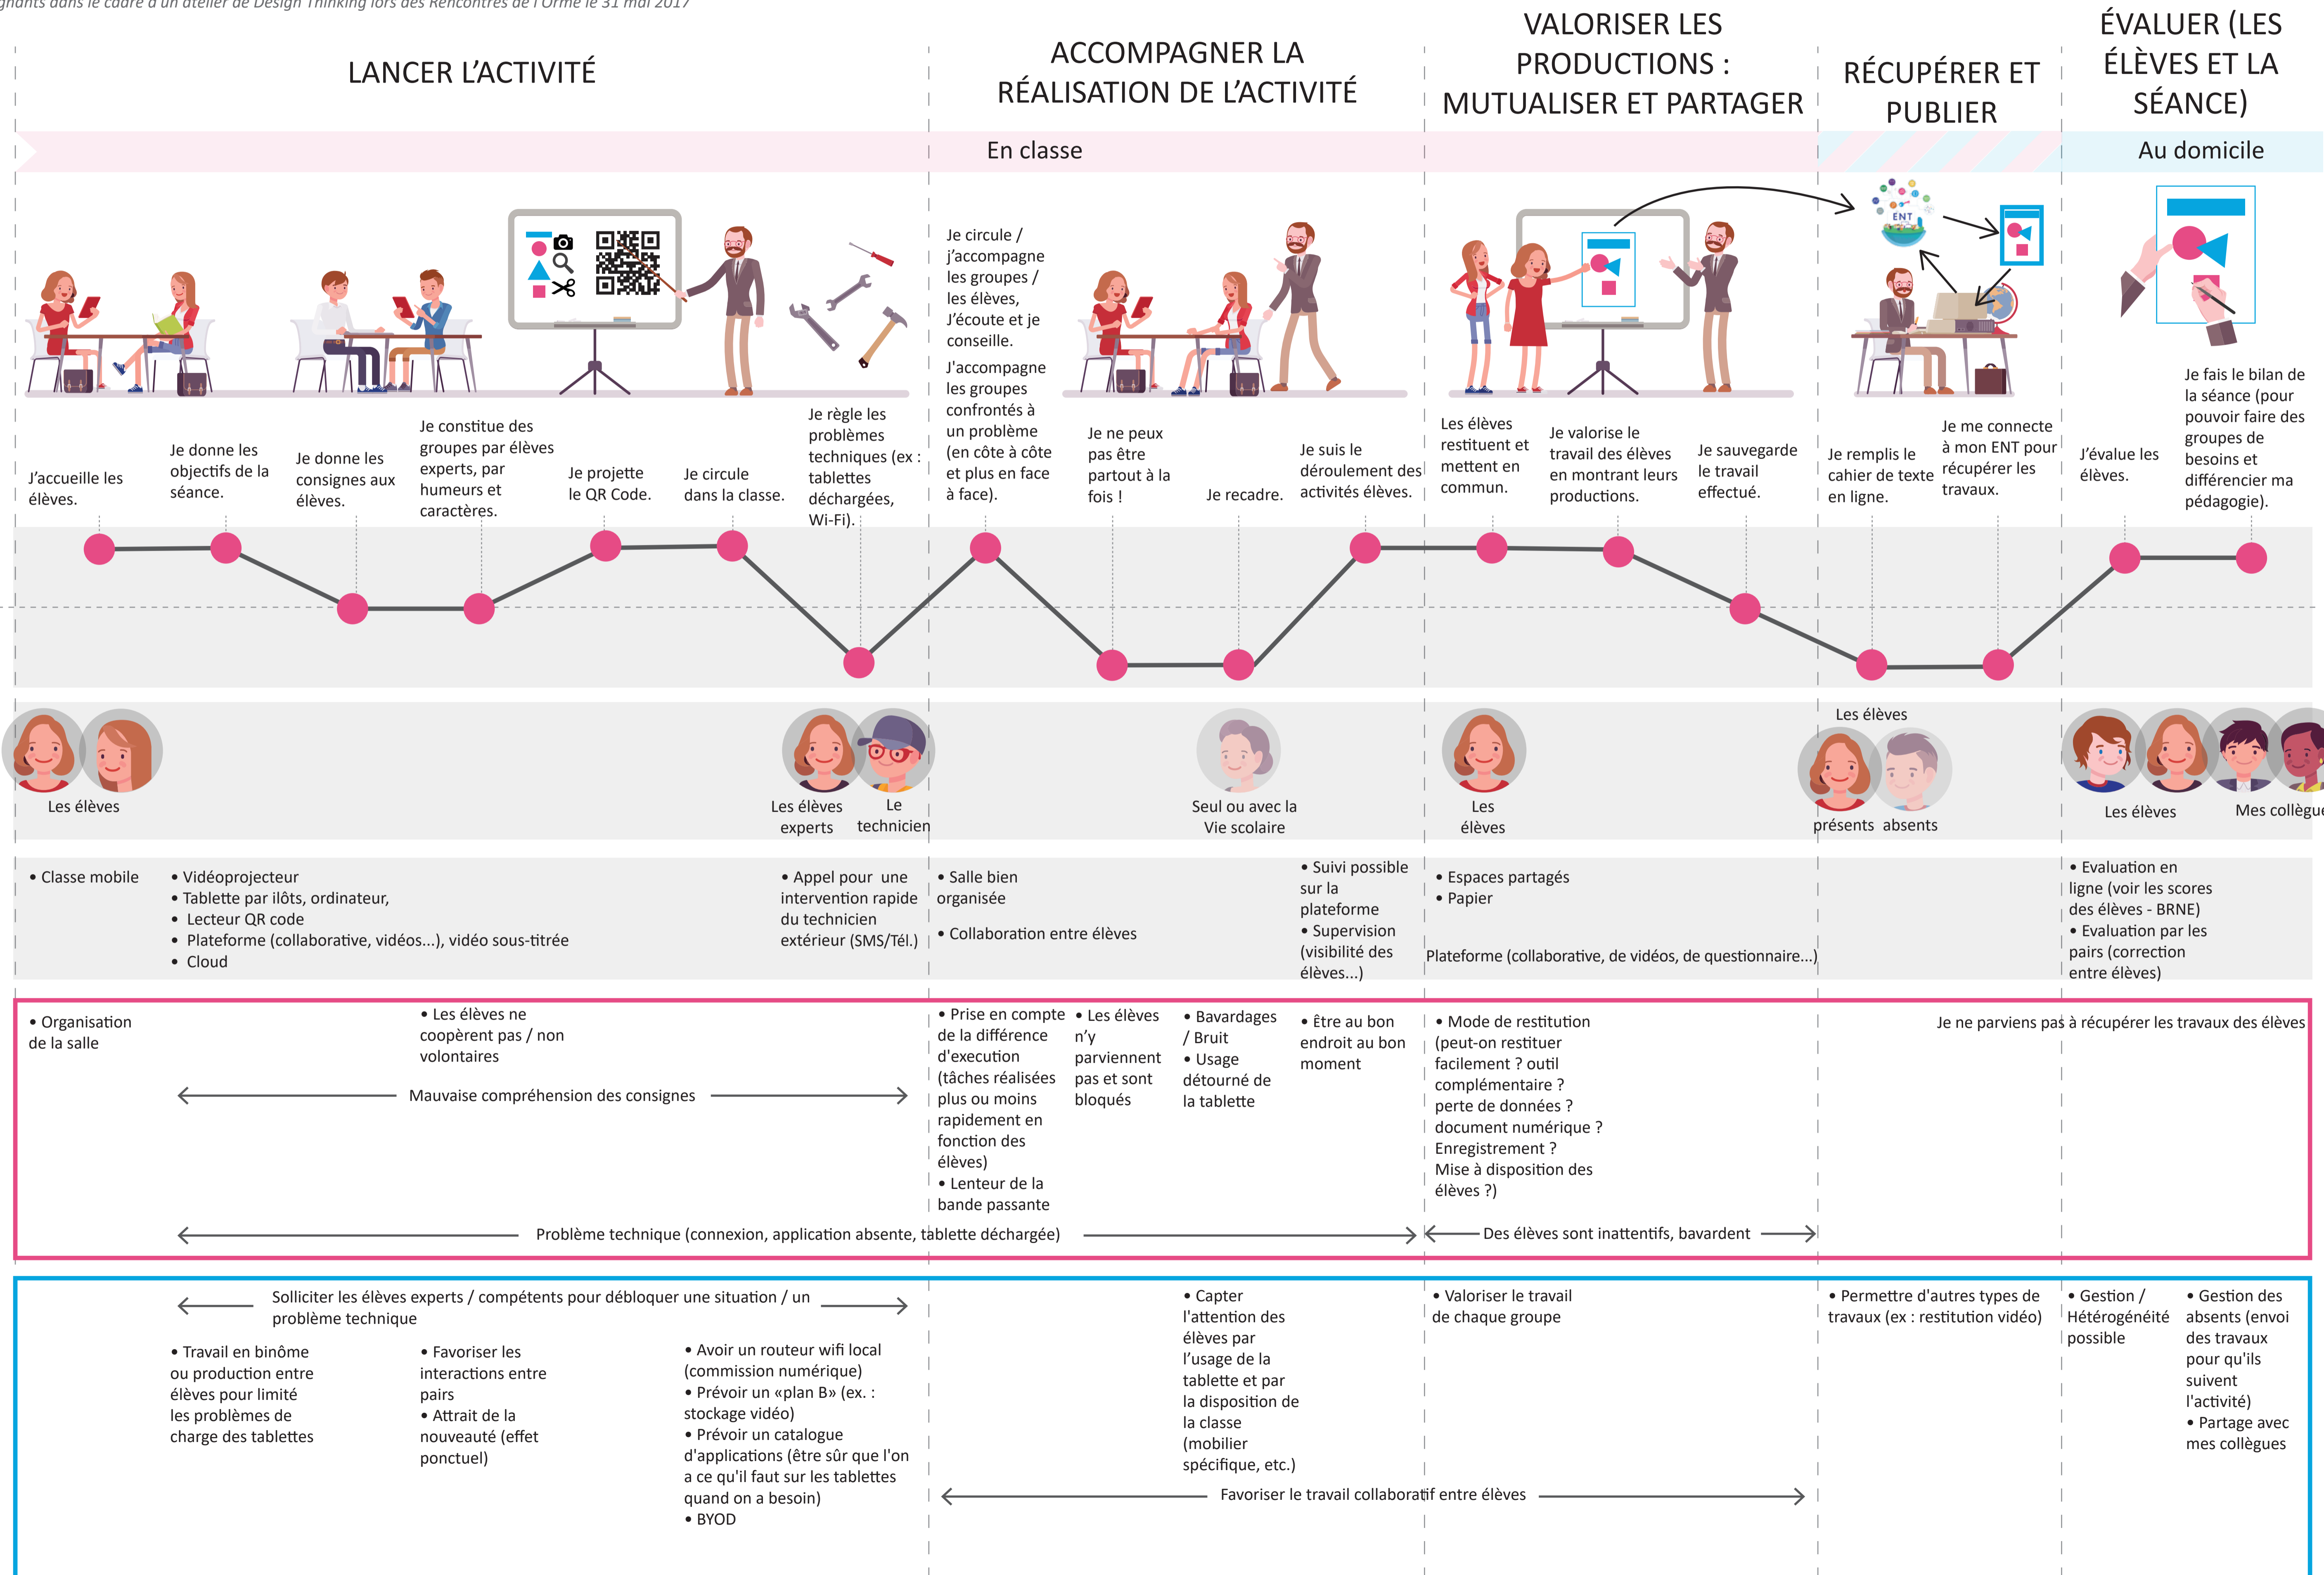 gnants dans le cadre d'un atelier de Design Thinking lors des Rencontres de l'Orme le 31 mai 2017
LANCER L'ACTIVITÉ
ACCOMPAGNER LA
RÉALISATION DE L'ACTIVITÉ
VALORISER LES
PRODUCTIONS :
MUTUALISER ET PARTAGER
RÉCUPÉRER ET
PUBLIER
ÉVALUER (LES
ÉLÈVES ET LA
SÉANCE)
En classe
Au domicile
ENT
J'accueille les
élèves.
Je donne les
objectifs de la
séance.
Je donne les
consignes aux
élèves.
Je constitue des
groupes par élèves
experts, par
humeurs et
caractères.
Je projette
le QR Code.
Je circule
dans la classe.
Je règle les
problèmes
techniques (ex :
tablettes
déchargées,
Wi-Fi).
Je circule /
j'accompagne
les groupes /
les élèves,
J'écoute et je
conseille.
J'accompagne
les groupes
confrontés à
un problème
(en côte à côte
et plus en face
à face).
Je ne peux
pas être
partout à la
fois !
Je recadre.
Je suis le
déroulement des
activités élèves.
Les élèves
restituent et
mettent en
commun.
Je valorise le
travail des élèves
en montrant leurs
productions.
Je sauvegarde
le travail
effectué.
Je remplis le
cahier de texte
en ligne.
Je me connecte
à mon ENT pour
récupérer les
travaux.
J'évalue les
élèves.
Je fais le bilan de
la séance (pour
pouvoir faire des
groupes de
besoins et
différencier ma
pédagogie).
Les élèves
Les élèves
experts
Le
technicien
Seul ou avec la
Vie scolaire
Les
élèves
Les élèves
présents absents
Les élèves
Mes collègue
• Classe mobile
• Vidéoprojecteur
• Tablette par ilôts, ordinateur,
• Lecteur QR code
• Plateforme (collaborative, vidéos...), vidéo sous-titrée
• Cloud
• Appel pour une
intervention rapide
du technicien
extérieur (SMS/Tél.)
• Salle bien
organisée
• Collaboration entre élèves
• Suivi possible
sur la
plateforme
• Supervision
(visibilité des
élèves...)
• Espaces partagés
• Papier
Plateforme (collaborative, de vidéos, de questionnaire...)
• Evaluation en
ligne (voir les scores
des élèves - BRNE)
• Evaluation par les
pairs (correction
entre élèves)
• Organisation
de la salle
• Les élèves ne
coopèrent pas / non
volontaires
Mauvaise compréhension des consignes
• Prise en compte
de la différence
d'execution
(tâches réalisées
plus ou moins
rapidement en
fonction des
élèves)
• Lenteur de la
bande passante
• Les élèves
n'y
parviennent
pas et sont
bloqués
• Bavardages
/ Bruit
• Usage
détourné de
la tablette
• Être au bon
endroit au bon
moment
• Mode de restitution
(peut-on restituer
facilement ? outil
complémentaire ?
perte de données ?
document numérique ?
Enregistrement ?
Mise à disposition des
élèves ?)
Je ne parviens pas à récupérer les travaux des élèves
Problème technique (connexion, application absente, tablette déchargée)
Des élèves sont inattentifs, bavardent
Solliciter les élèves experts / compétents pour débloquer une situation / un
problème technique
• Travail en binôme
ou production entre
élèves pour limité
les problèmes de
charge des tablettes
• Favoriser les
interactions entre
pairs
• Attrait de la
nouveauté (effet
ponctuel)
• Avoir un routeur wifi local
(commission numérique)
• Prévoir un «plan B» (ex. :
stockage vidéo)
• Prévoir un catalogue
d'applications (être sûr que l'on
a ce qu'il faut sur les tablettes
quand on a besoin)
• BYOD
• Capter
l'attention des
élèves par
l'usage de la
tablette et par
la disposition de
la classe
(mobilier
spécifique, etc.)
• Valoriser le travail
de chaque groupe
• Permettre d'autres types de
travaux (ex : restitution vidéo)
• Gestion /
Hétérogénéité
possible
• Gestion des
absents (envoi
des travaux
pour qu'ils
suivent
l'activité)
• Partage avec
mes collègues
Favoriser le travail collaboratif entre élèves